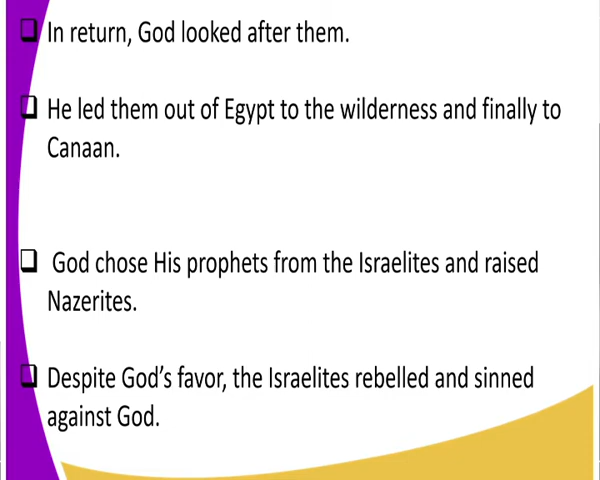 In return, God looked after them.
He led them out of Egypt to the wilderness and finally to
Canaan.
God chose His prophets from the Israelites and raised
Nazerites.
Despite God's favor, the Israelites rebelled and sinned
against God.